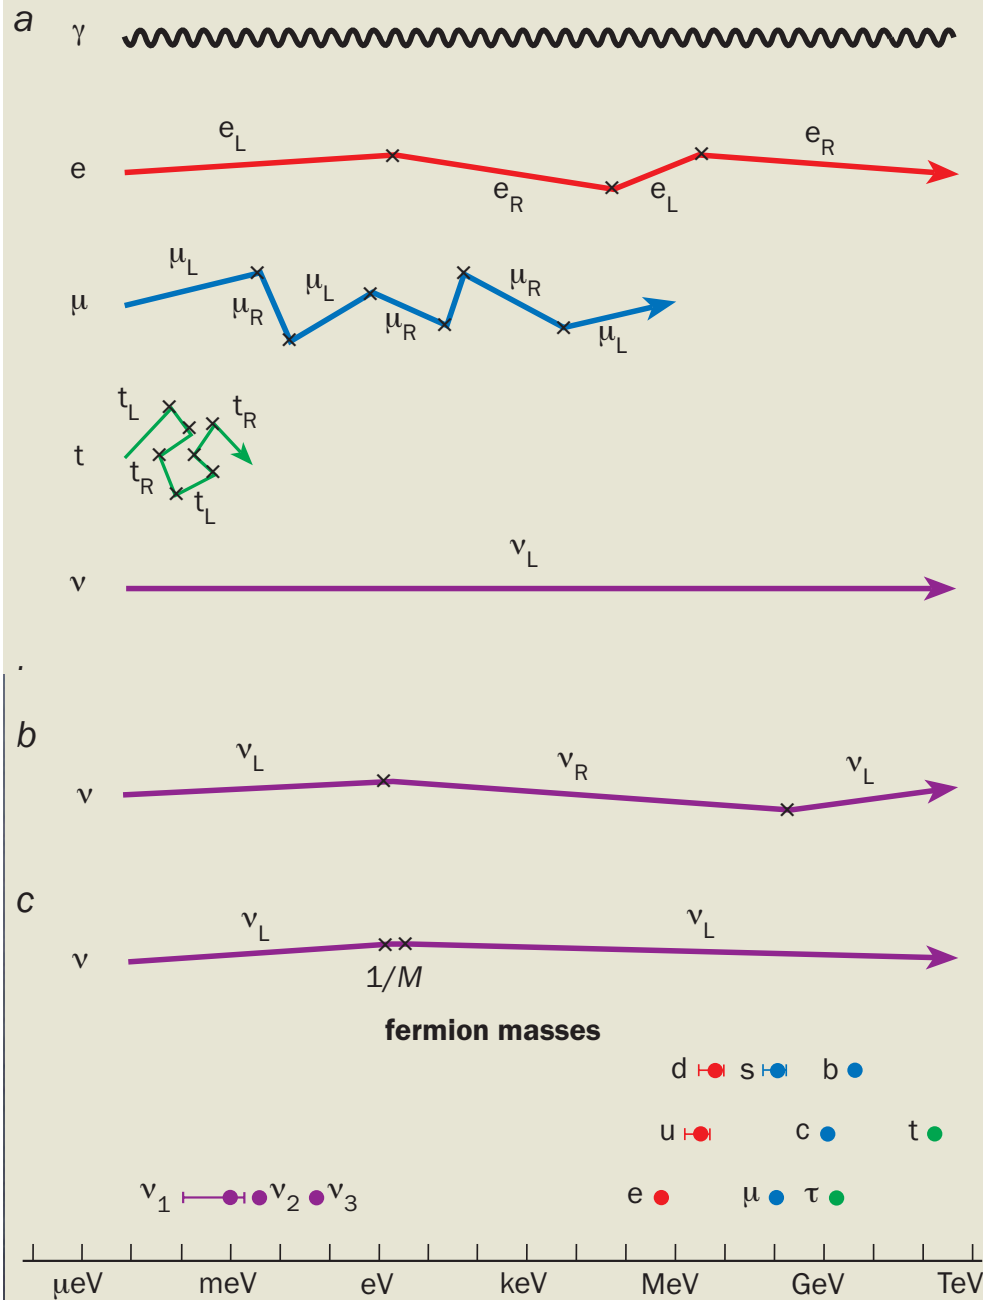 a γ
e_L e_R
e
e_R e_L
μ_L μ_L μ_R
μ μ_R μ_R μ_L
t_L t_R
t
t_R t_L
ν_L
ν
.
b
ν_L ν_R ν_L
ν
c
ν_L ν_L
ν
1/M
fermion masses
d s b
u c t
ν_1 ν_2 ν_3 e μ τ
μeV meV eV keV MeV GeV TeV